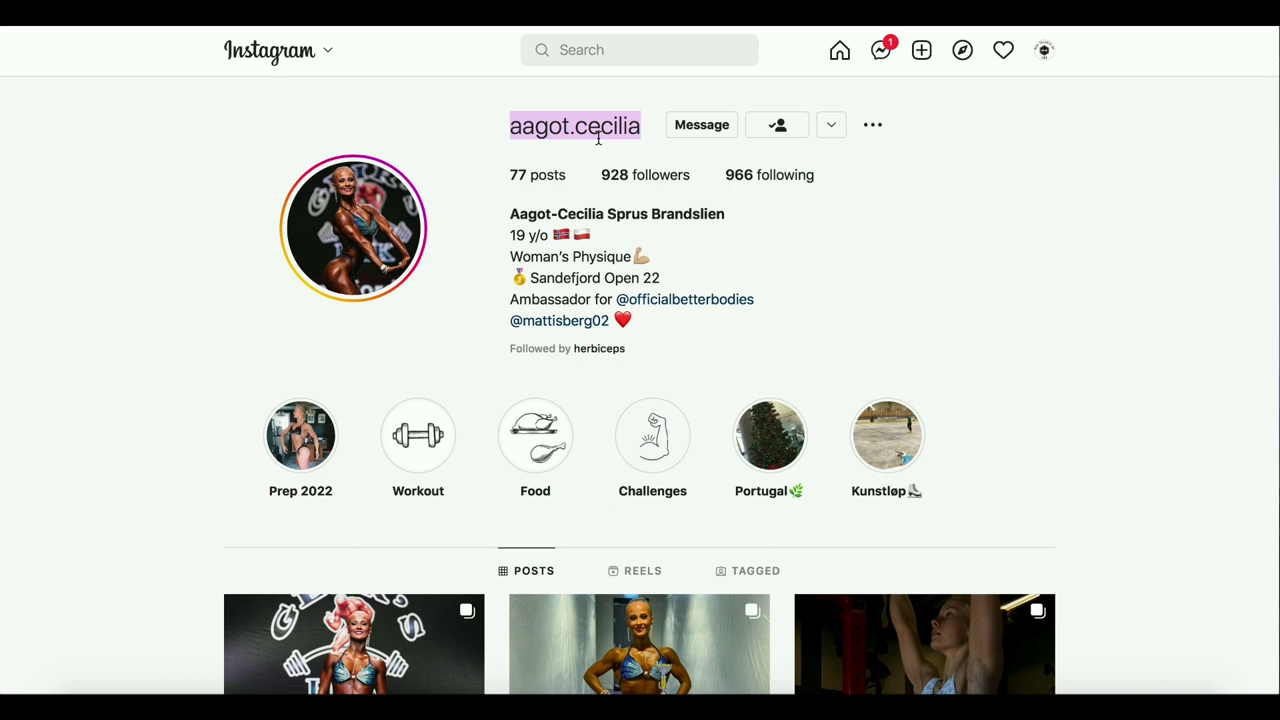 Instagram
Search
1
aagot.cecilia
Message
77 posts 928 followers 966 following
Aagot-Cecilia Sprus Brandslien
19 y/o 🇳🇴 🇵🇱
Woman's Physique💪🏼
🥇 Sandefjord Open 22
Ambassador for @officialbetterbodies
@mattisberg02 ❤️
Followed by herbiceps
Prep 2022 Workout Food Challenges Portugal🌿 Kunstløp⛸️
POSTS REELS TAGGED